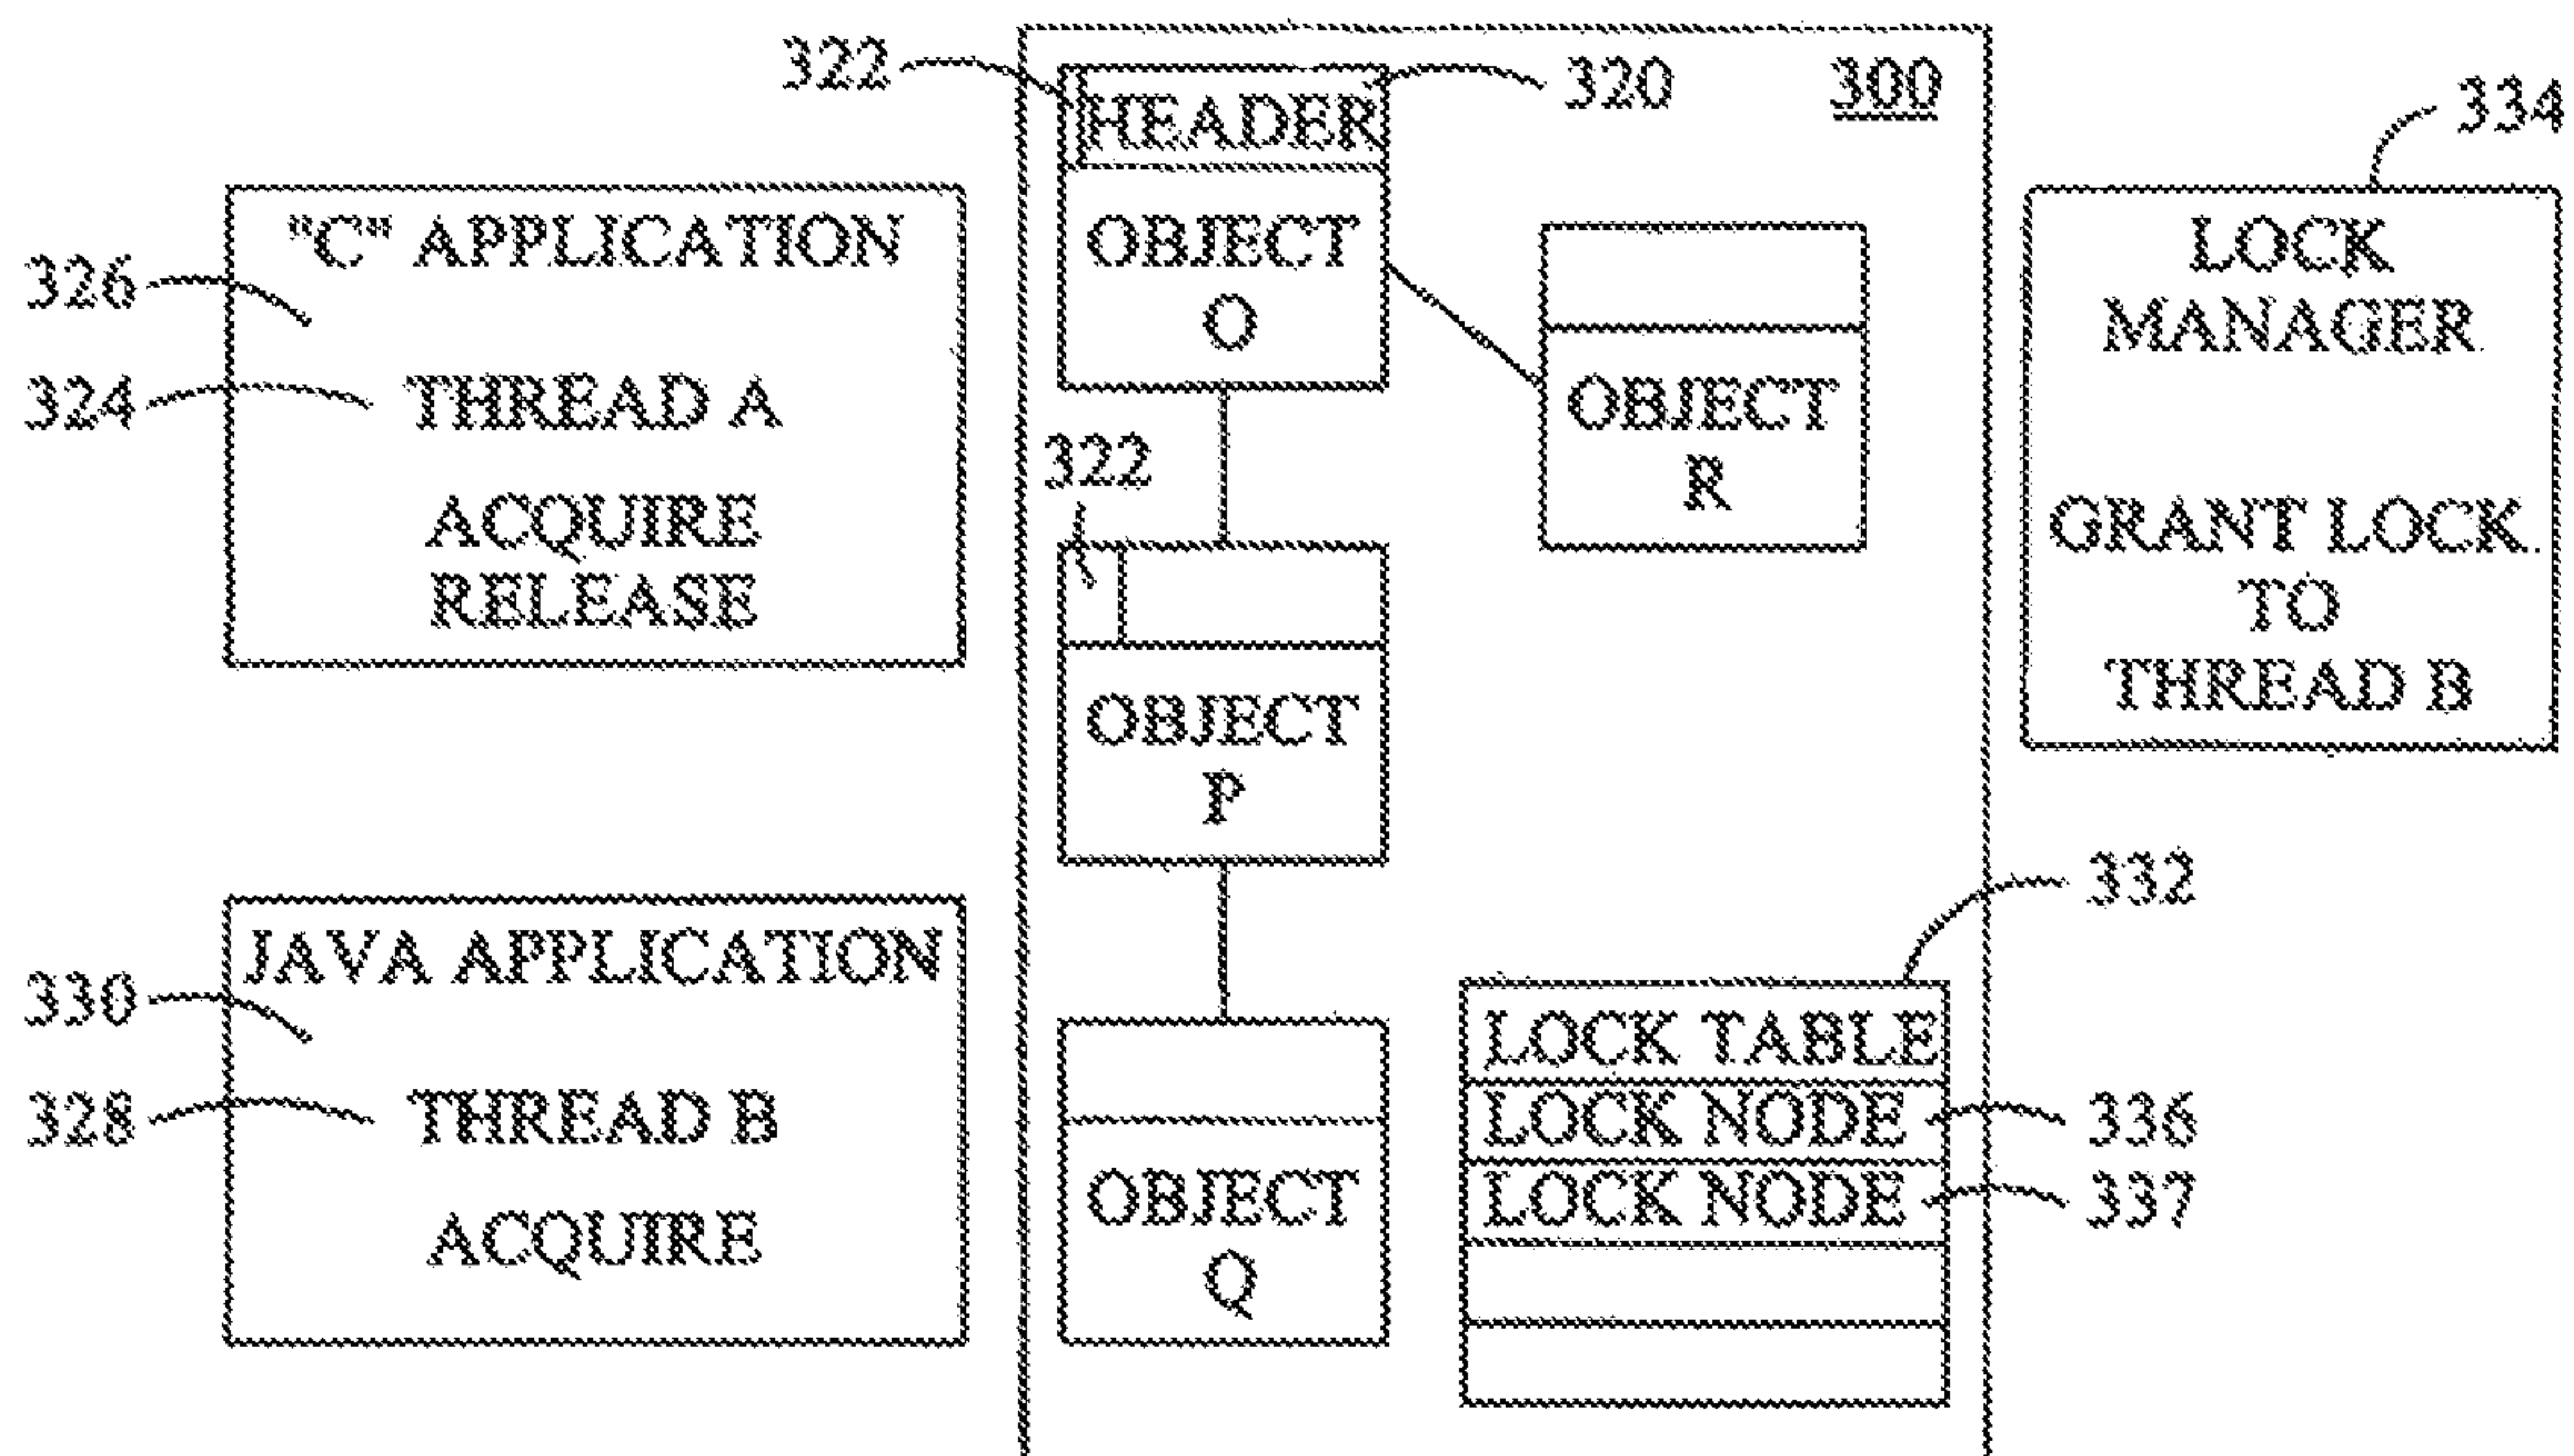 322
HEADER
320
300
334
"C" APPLICATION
326
324
THREAD A
ACQUIRE
RELEASE
OBJECT
O
OBJECT
R
LOCK
MANAGER
GRANT LOCK
TO
THREAD B
322
OBJECT
P
JAVA APPLICATION
330
328
THREAD B
ACQUIRE
OBJECT
Q
332
LOCK TABLE
LOCK NODE
336
LOCK NODE
337